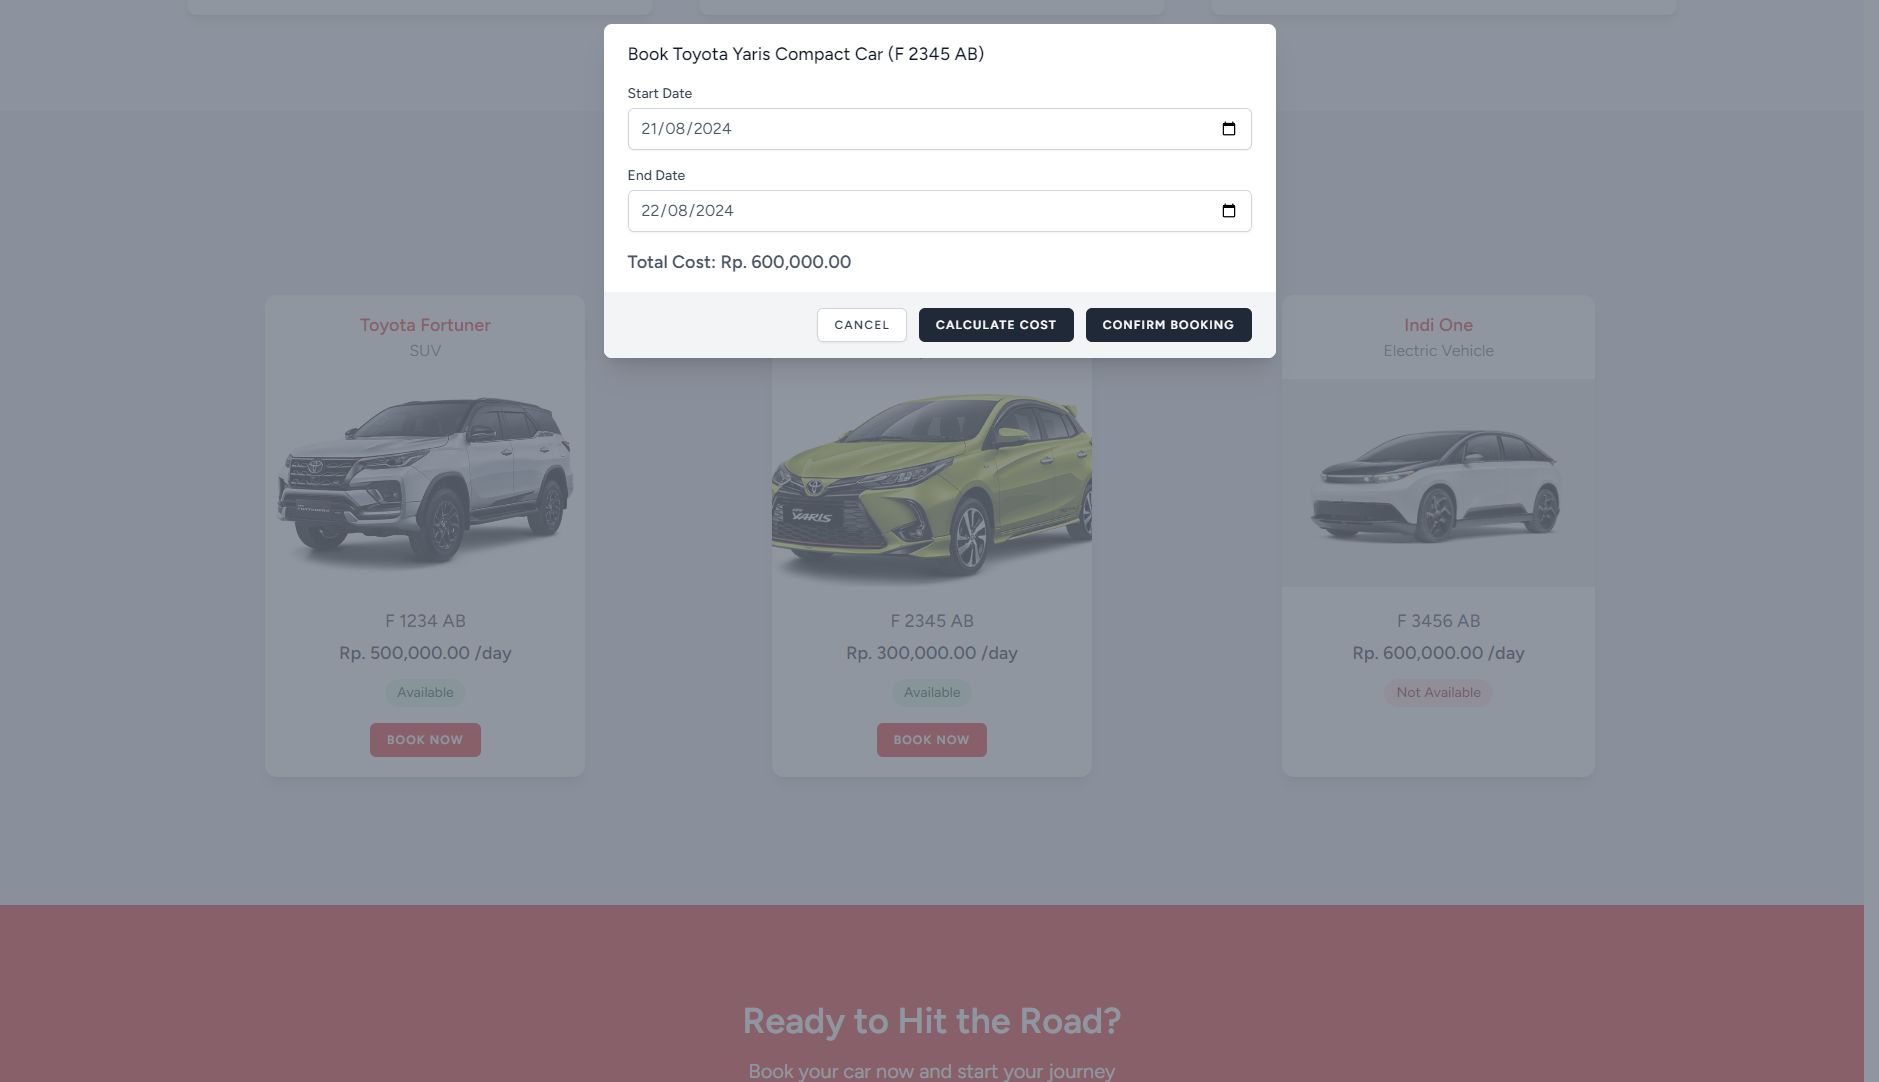 Book Toyota Yaris Compact Car (F 2345 AB)
Start Date
21/08/2024
End Date
22/08/2024
Total Cost: Rp. 600,000.00
CANCEL
CALCULATE COST
CONFIRM BOOKING
Toyota Fortuner
SUV
F 1234 AB
Rp. 500,000.00 /day
Available
BOOK NOW
YARIS
F 2345 AB
Rp. 300,000.00 /day
Available
BOOK NOW
Indi One
Electric Vehicle
F 3456 AB
Rp. 600,000.00 /day
Not Available
Ready to Hit the Road?
Book your car now and start your journey